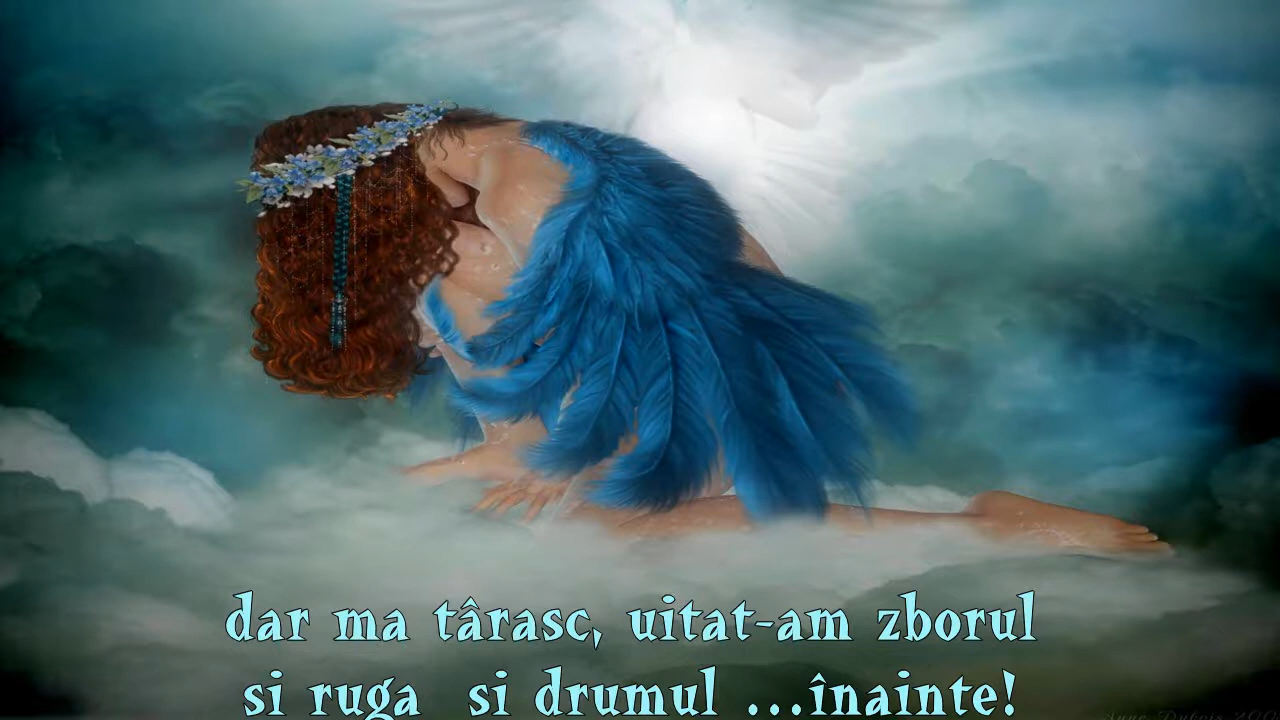 dar ma târasc, uitat-am zborul
si ruga si drumul ...înainte!